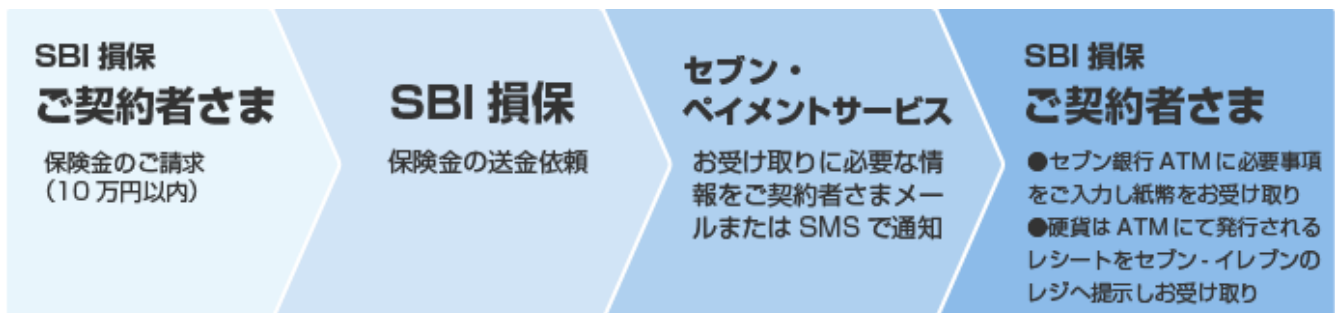 SBI 損保
ご契約者さま
保険金のご請求
(10 万円以内)
SBI 損保
保険金の送金依頼
セブン・
ペイメントサービス
お受け取りに必要な情
報をご契約者さまメー
ルまたは SMS で通知
SBI 損保
ご契約者さま
●セブン銀行 ATM に必要事項
をご入力し紙幣をお受け取り
●硬貨は ATM にて発行される
レシートをセブン - イレブンの
レジへ提示しお受け取り